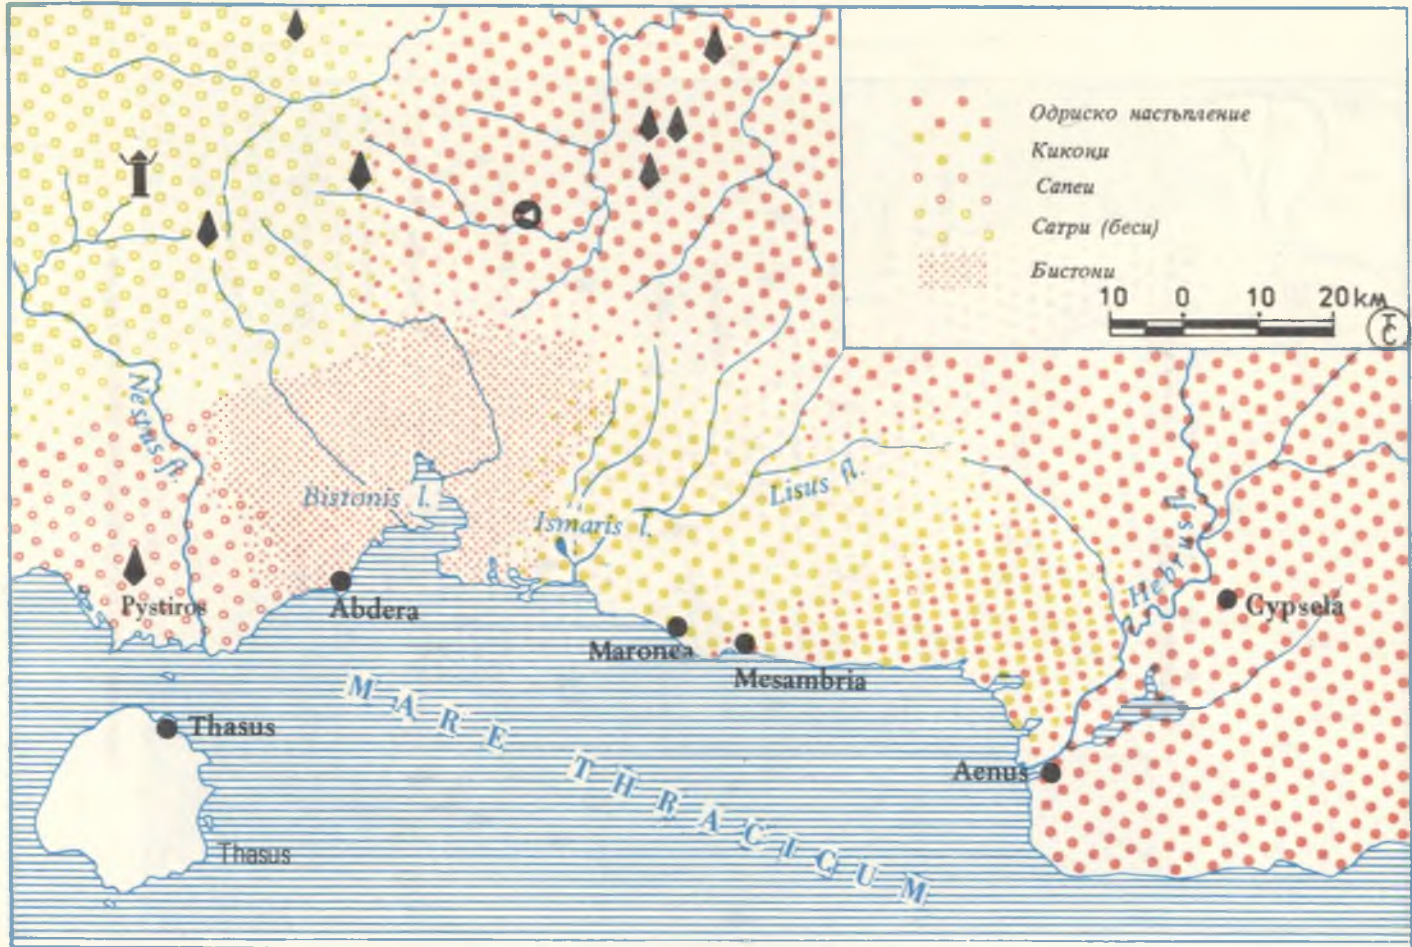 Одриско настъпление
Кикони
Сапеи
Сатри (беси)
Бистони
10 0 10 20 км
Т
С
Nestus fl.
Bistonis l.
Ismaris l.
Lisus fl.
Hebrus fl.
Pystiros
Abdera
Maronea
Mesambria
Cypsela
Aenus
Thasus
Thasus
MARE THRACICUM